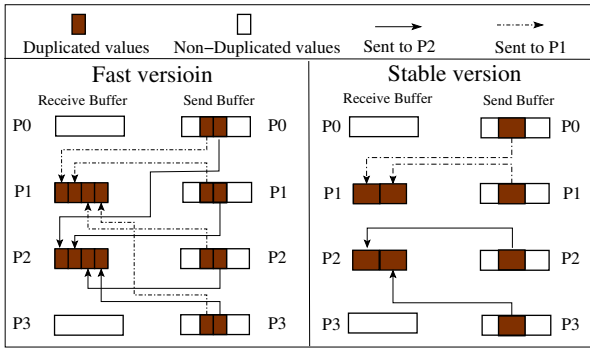 Duplicated values
Non-Duplicated values
Sent to P2
Sent to P1
Fast versioin
Receive Buffer
Send Buffer
P0
P0
P1
P1
P2
P2
P3
P3
Stable version
Receive Buffer
Send Buffer
P0
P0
P1
P1
P2
P2
P3
P3